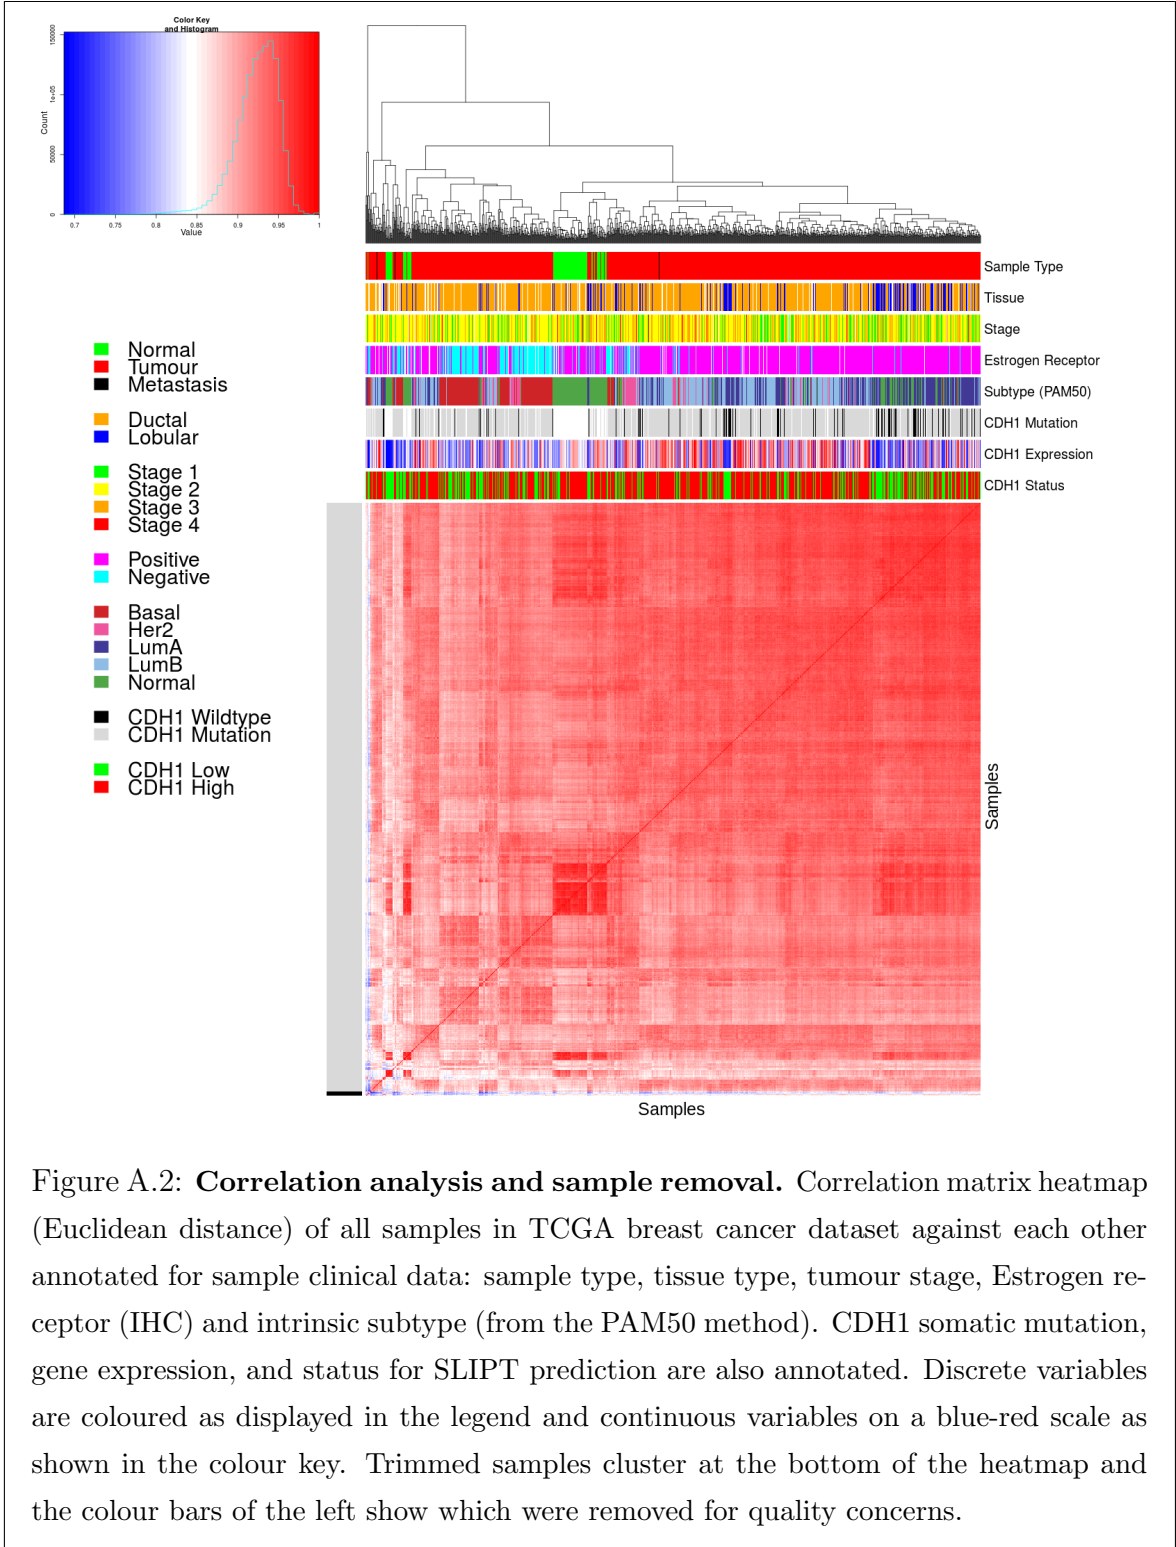 Color Key
and Histogram
Count
0
50000
1e+05
150000
0.7
0.75
0.8
0.85
0.9
0.95
1
Value
Sample Type
Tissue
Stage
Estrogen Receptor
Subtype (PAM50)
CDH1 Mutation
CDH1 Expression
CDH1 Status
Normal
Tumour
Metastasis
Ductal
Lobular
Stage 1
Stage 2
Stage 3
Stage 4
Positive
Negative
Basal
Her2
LumA
LumB
Normal
CDH1 Wildtype
CDH1 Mutation
CDH1 Low
CDH1 High
Samples
Samples
Figure A.2: Correlation analysis and sample removal. Correlation matrix heatmap
(Euclidean distance) of all samples in TCGA breast cancer dataset against each other
annotated for sample clinical data: sample type, tissue type, tumour stage, Estrogen re-
ceptor (IHC) and intrinsic subtype (from the PAM50 method). CDH1 somatic mutation,
gene expression, and status for SLIPT prediction are also annotated. Discrete variables
are coloured as displayed in the legend and continuous variables on a blue-red scale as
shown in the colour key. Trimmed samples cluster at the bottom of the heatmap and
the colour bars of the left show which were removed for quality concerns.